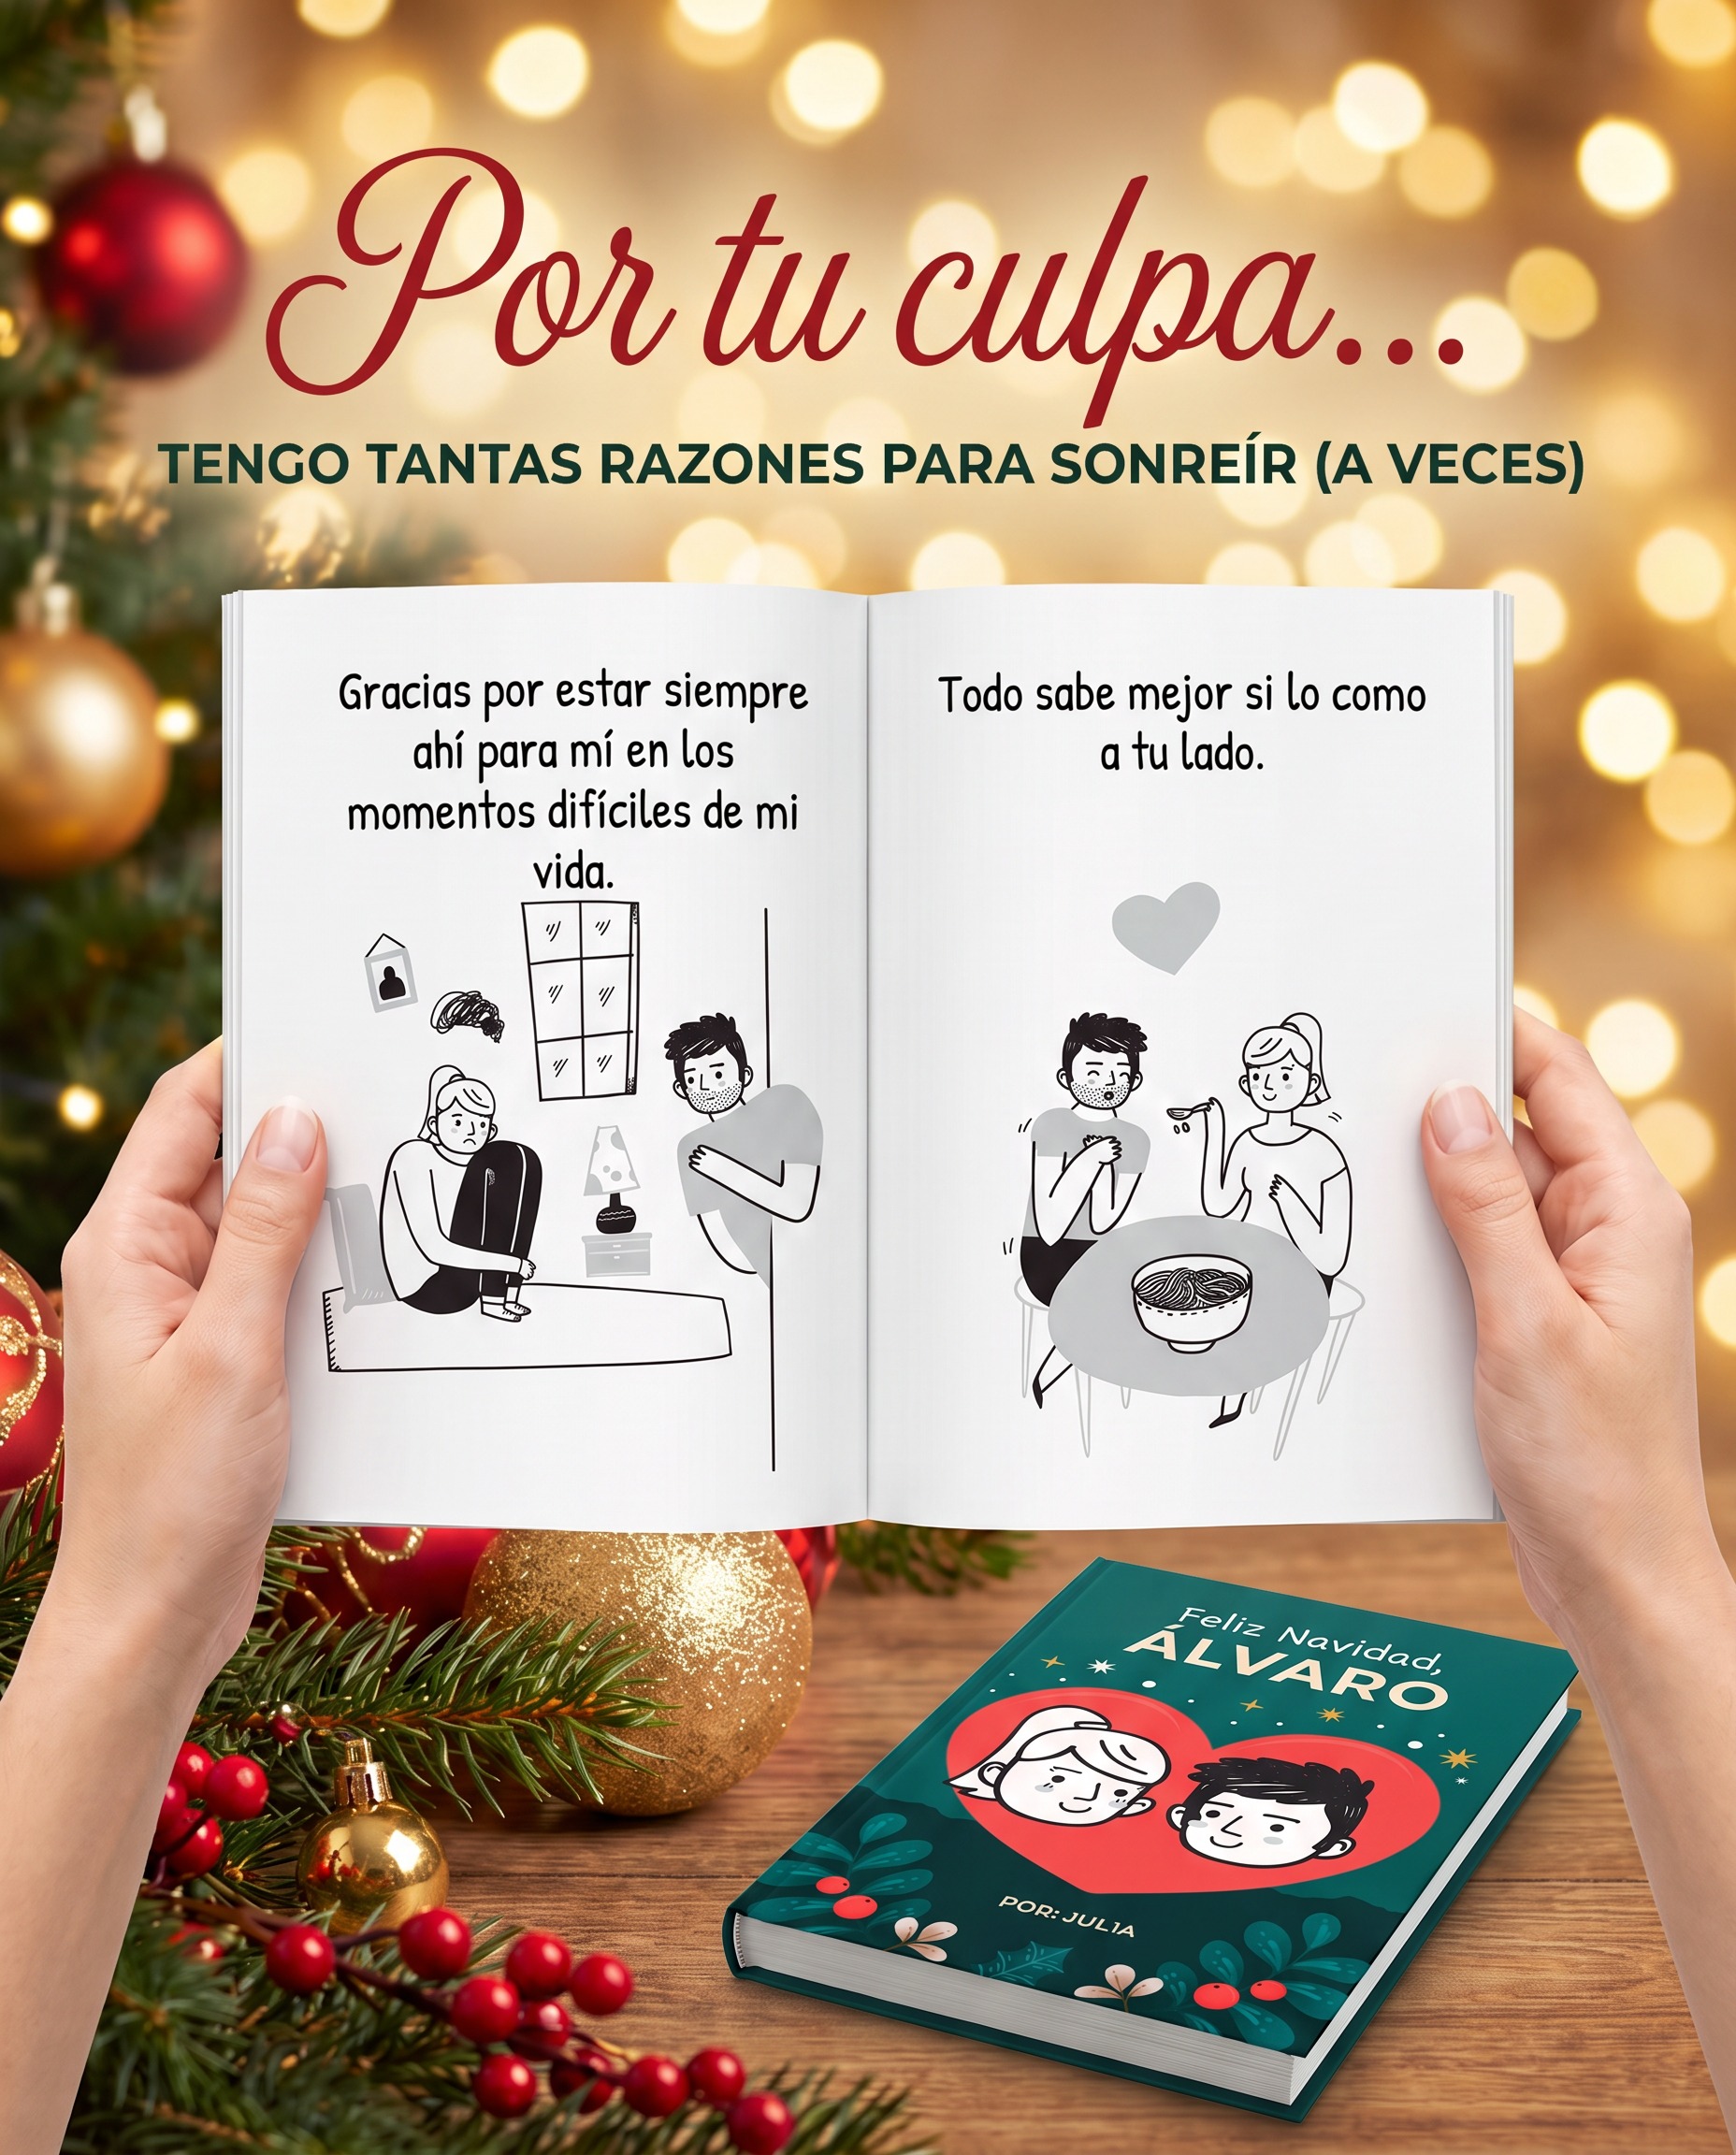 Por tu culpa...
TENGO TANTAS RAZONES PARA SONREÍR (A VECES)
Gracias por estar siempre
ahí para mí en los
momentos difíciles de mi
vida.
Todo sabe mejor si lo como
a tu lado.
Feliz Navidad,
ÁLVARO
POR: JULIA